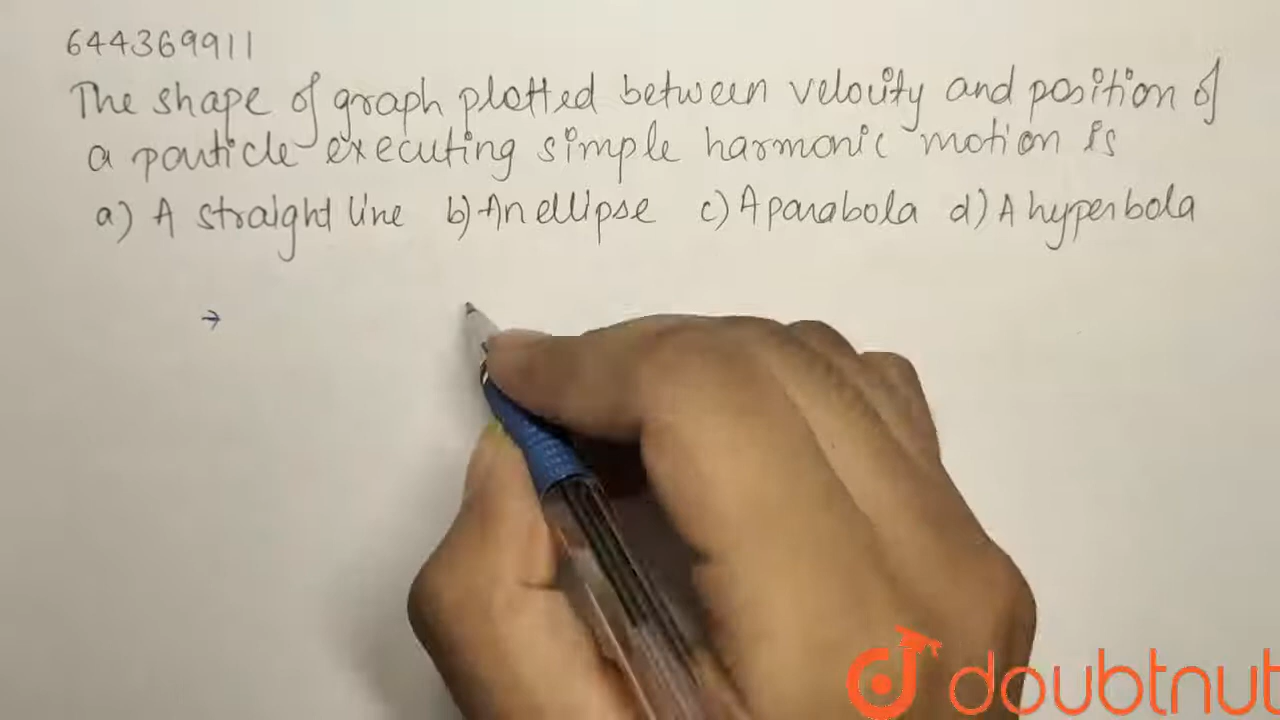 644369911
The shape of graph plotted between velocity and position of
a particle executing simple harmonic motion is
a) A straight line b) An ellipse c) A parabola d) A hyperbola
→
doubtnut